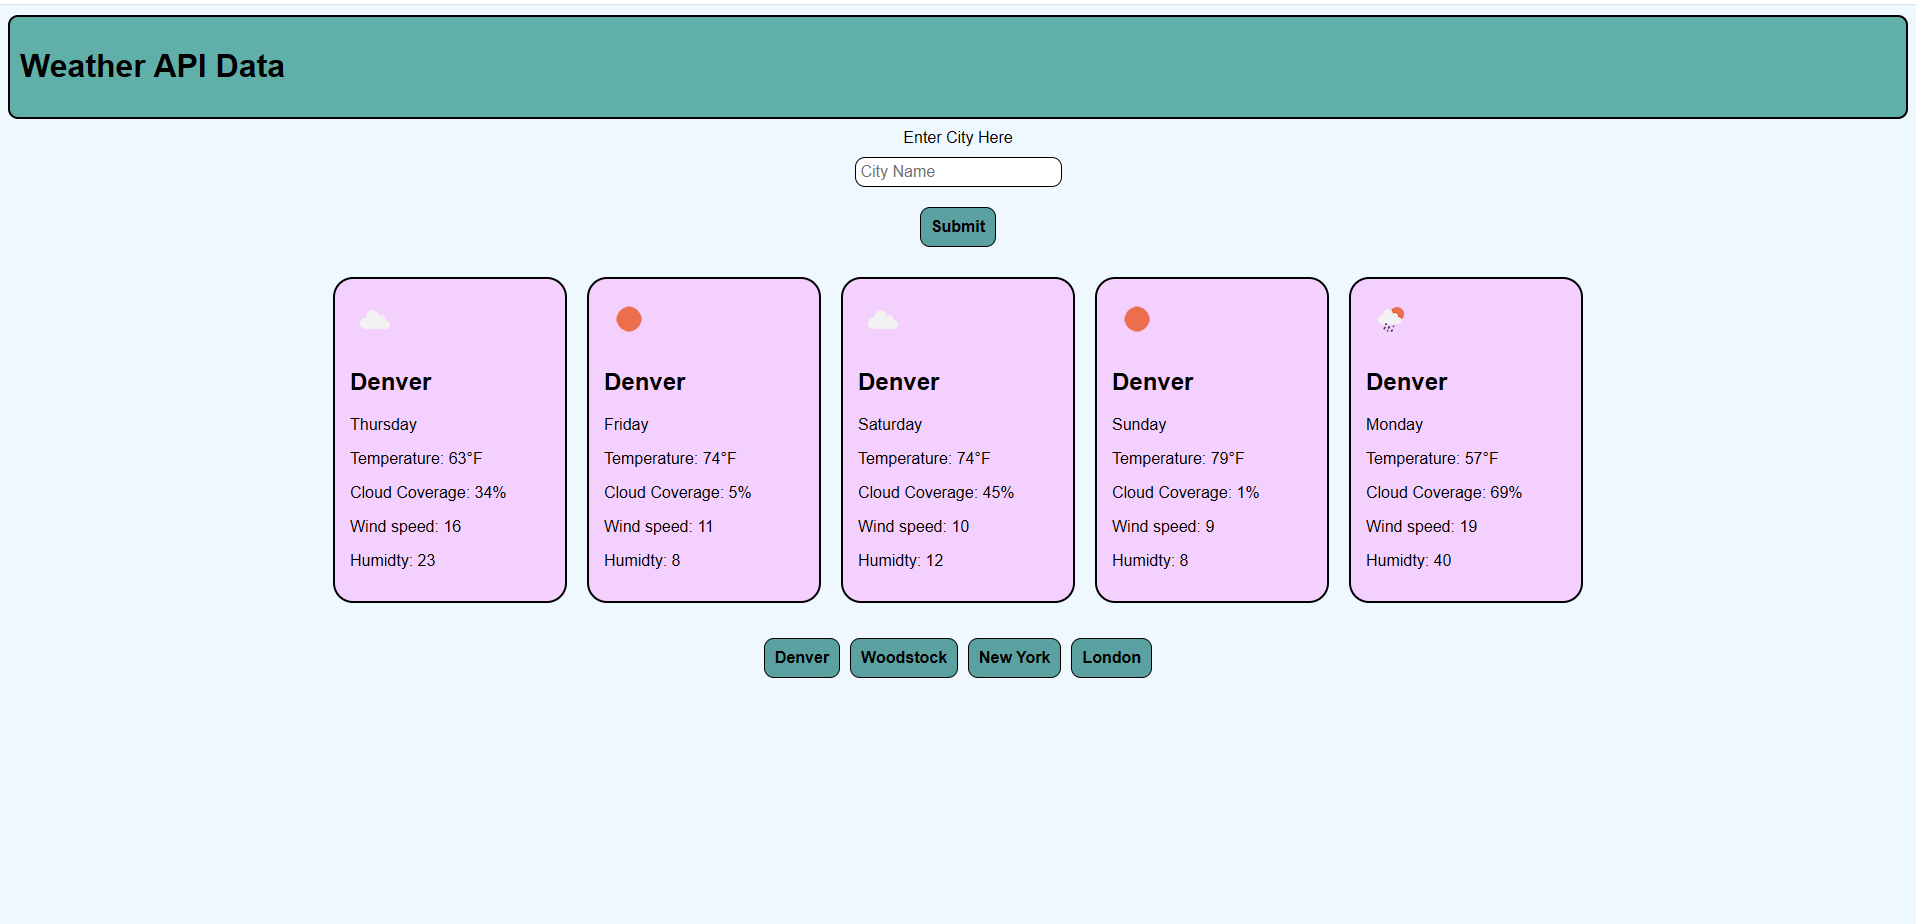 Weather API Data
Enter City Here
City Name
Submit
Denver
Thursday
Temperature: 63°F
Cloud Coverage: 34%
Wind speed: 16
Humidty: 23
Denver
Friday
Temperature: 74°F
Cloud Coverage: 5%
Wind speed: 11
Humidty: 8
Denver
Saturday
Temperature: 74°F
Cloud Coverage: 45%
Wind speed: 10
Humidty: 12
Denver
Sunday
Temperature: 79°F
Cloud Coverage: 1%
Wind speed: 9
Humidty: 8
Denver
Monday
Temperature: 57°F
Cloud Coverage: 69%
Wind speed: 19
Humidty: 40
Denver
Woodstock
New York
London